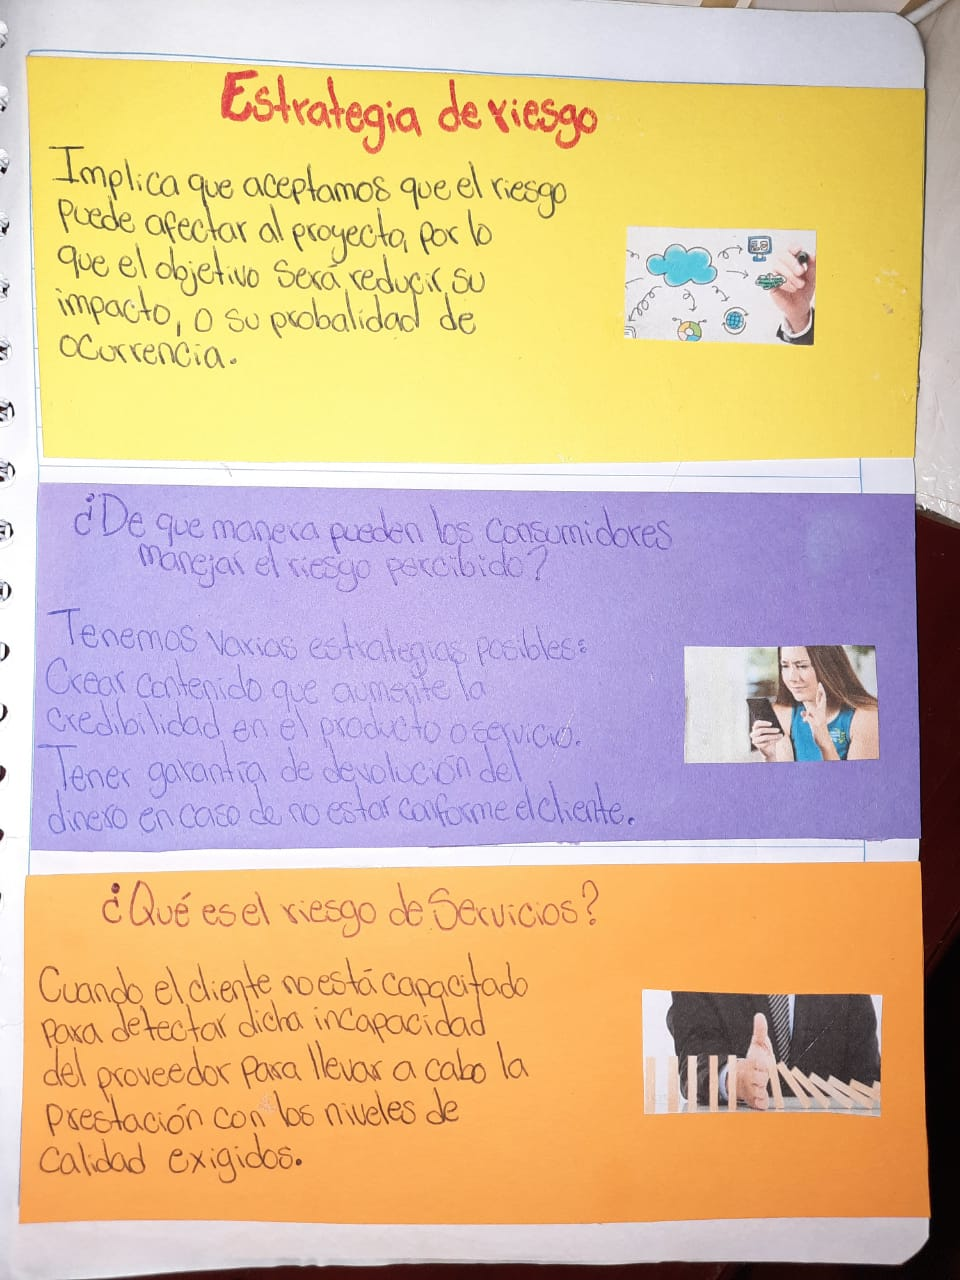 Estrategia de riesgo
Implica que aceptamos que el riesgo
puede afectar al proyecto, por lo
que el objetivo será reducir su
impacto, o su probalidad de
ocurrencia.
¿De que manera pueden los consumidores
manejar el riesgo percibido?
Tenemos varias estrategias posibles:
Crear contenido que aumente la
credibilidad en el producto o servicio.
Tener garantía de devolución del
dinero en caso de no estar conforme el cliente.
¿Qué es el riesgo de Servicios?
Cuando el cliente no está capacitado
para detectar dicha incapacidad
del proveedor para llevar a cabo la
prestación con los niveles de
calidad exigidos.